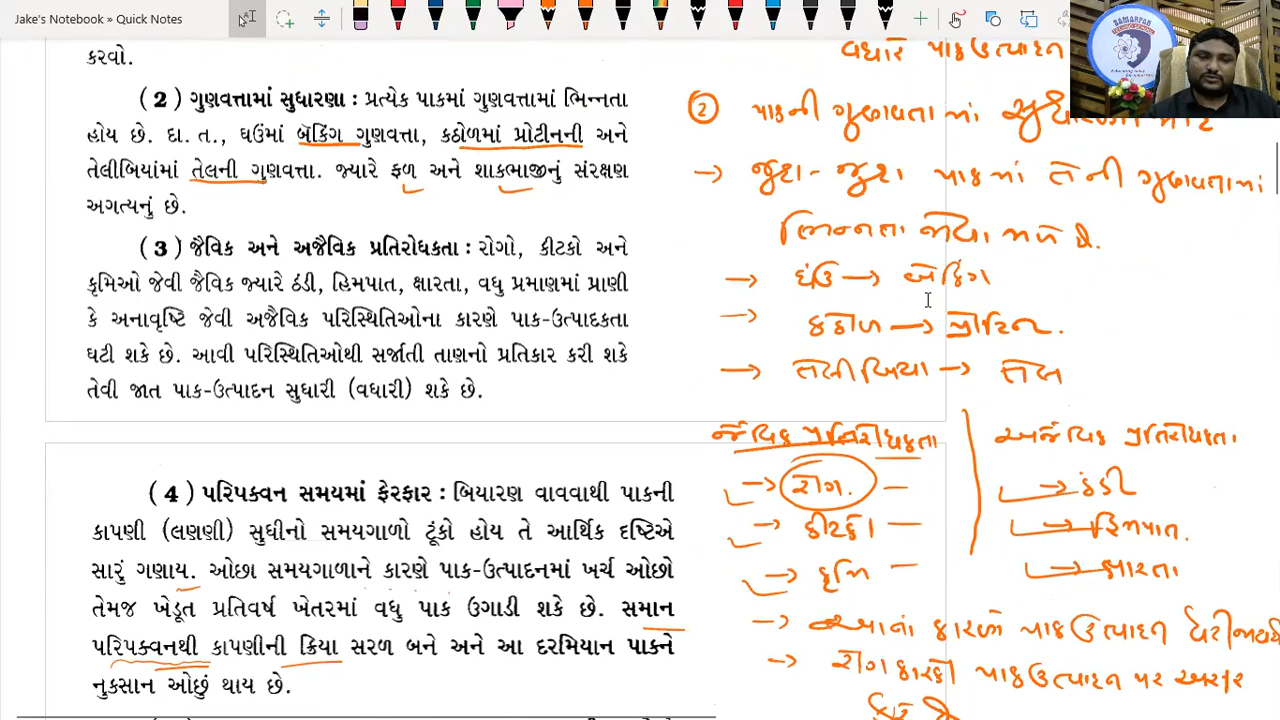 Jake's Notebook » Quick Notes
SAMARPAN
કરવો.
(2) ગુણવત્તામાં સુધારણા : પ્રત્યેક પાકમાં ગુણવત્તામાં ભિન્નતા
હોય છે. દા. ત., ઘઉંમાં બૅકિંગ ગુણવત્તા, કઠોળમાં પ્રોટીનની અને
તેલીબિયાંમાં તેલની ગુણવત્તા. જ્યારે ફળ અને શાકભાજીનું સંરક્ષણ
અગત્યનું છે.
(3) જૈવિક અને અજૈવિક પ્રતિરોધકતા : રોગો, કીટકો અને
કૃમિઓ જેવી જૈવિક જ્યારે ઠંડી, હિમપાત, ક્ષારતા, વધુ પ્રમાણમાં પ્રાણી
કે અનાવૃષ્ટિ જેવી અજૈવિક પરિસ્થિતિઓના કારણે પાક-ઉત્પાદકતા
ઘટી શકે છે. આવી પરિસ્થિતિઓથી સર્જાતી તાણનો પ્રતિકાર કરી શકે
તેવી જાત પાક-ઉત્પાદન સુધારી (વધારી) શકે છે.
(4) પરિપક્વન સમયમાં ફેરફાર : બિયારણ વાવવાથી પાકની
કાપણી (લણણી) સુધીનો સમયગાળો ટૂંકો હોય તે આર્થિક દષ્ટિએ
સારું ગણાય. ઓછા સમયગાળાને કારણે પાક-ઉત્પાદનમાં ખર્ચ ઓછો
તેમજ ખેડૂત પ્રતિવર્ષ ખેતરમાં વધુ પાક ઉગાડી શકે છે. સમાન
પરિપક્વનથી કાપણીની ક્રિયા સરળ બને અને આ દરમિયાન પાકને
નુકસાન ઓછું થાય છે.
વધારે પાકઉત્પાદન
② પાકની ગુણવતામાં સુધારણા માટે
→ જુદા-જુદા પાકમાં તેની ગુણવતામાં
ભિન્નતા જોવા મળે છે.
→ ઘંઉ → બેકિંગ
→ કઠોળ → પ્રોટિન.
→ તેલીબિયા → તેલ
જૈવિક પ્રતિરોધકતા
→ રોગ. —
→ કીટકો —
→ કૃમિ —
અજૈવિક પ્રતિરોધકતા
→ ઠંડી
→ હિમપાત.
→ ક્ષારતા
→ આનાં કારણે પાકઉત્પાદન ઘટી જાય
→ રોગકારકો પાકઉત્પાદન પર અસર